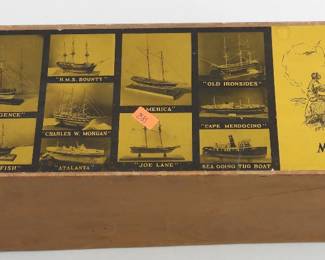 "H.M.S. BOUNTY"
"OLD IRONSIDES"
GENCE"
"AMERICA"
"CHARLES W. MORGAN"
"CAPE MENDOCINO"
FISH"
"ATALANTA"
"JOE LANE"
SEA GOING TUG BOAT
M